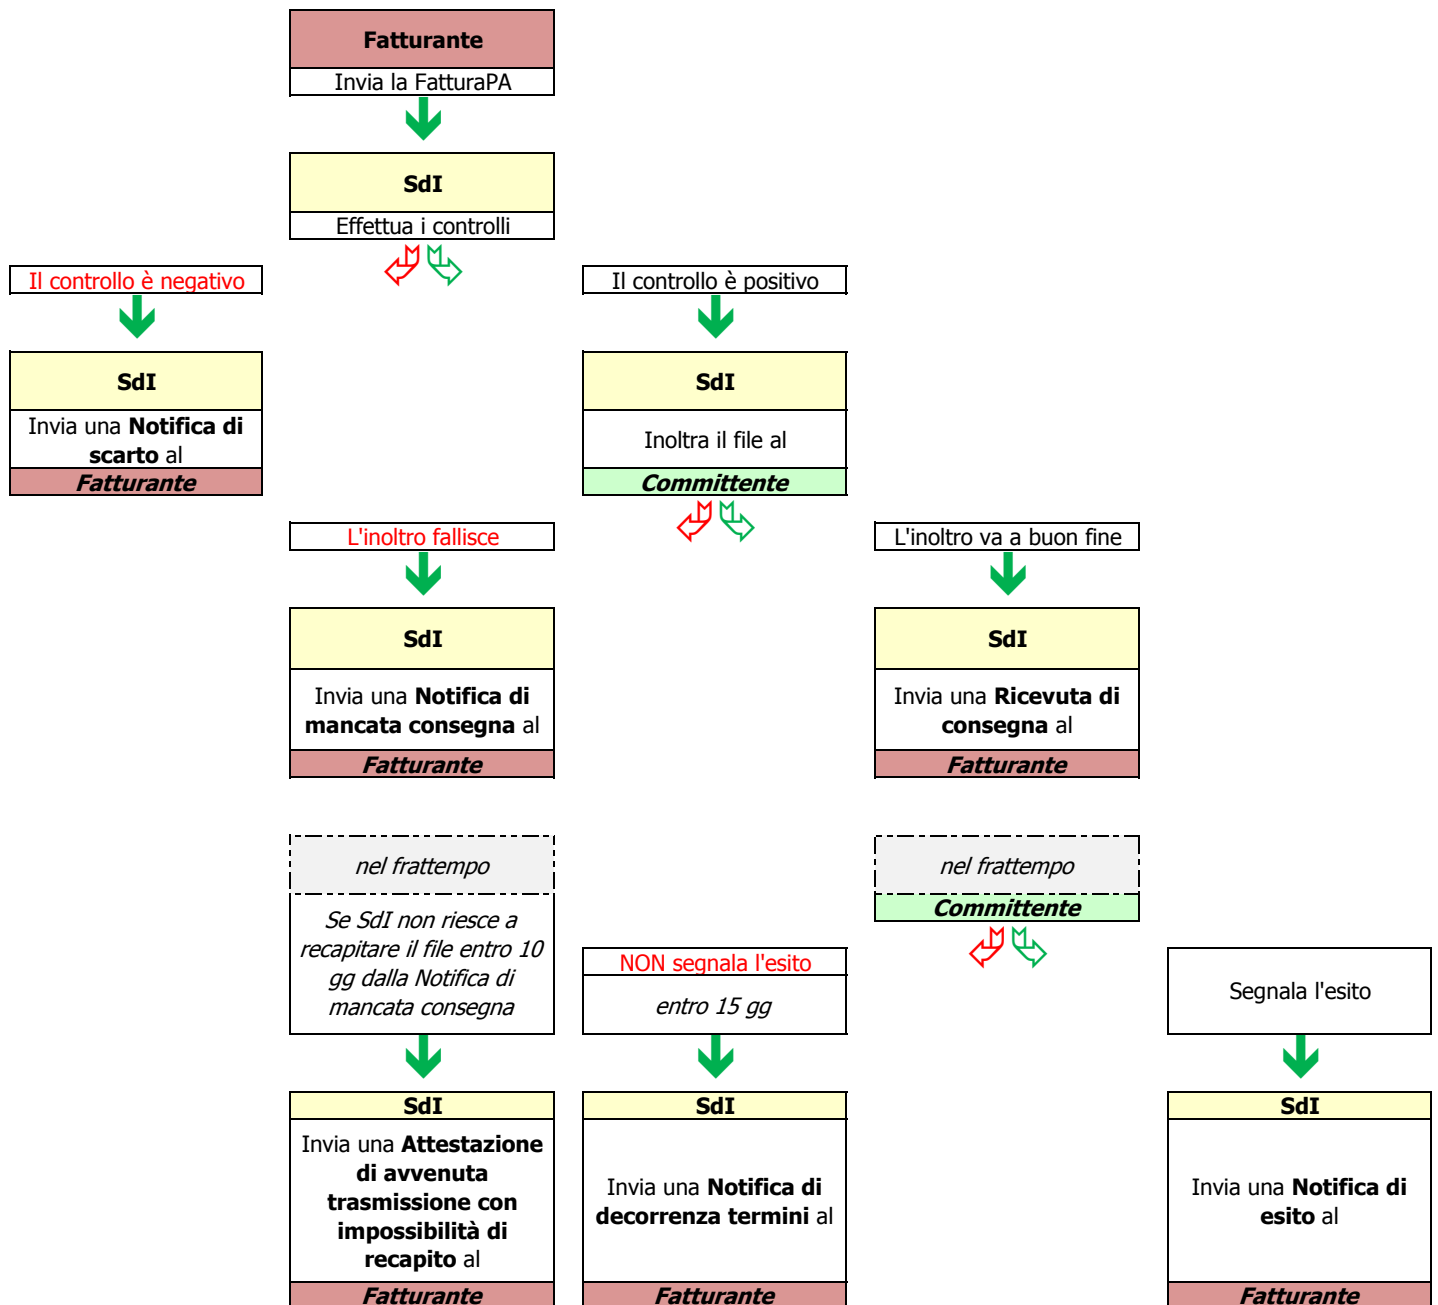 Fatturante
Invia la FatturaPA
SdI
Effettua i controlli
Il controllo è negativo
Il controllo è positivo
SdI
Invia una Notifica di
scarto al
Fatturante
SdI
Inoltra il file al
Committente
L'inoltro fallisce
L'inoltro va a buon fine
SdI
Invia una Notifica di
mancata consegna al
Fatturante
SdI
Invia una Ricevuta di
consegna al
Fatturante
nel frattempo
Se SdI non riesce a
recapitare il file entro 10
gg dalla Notifica di
mancata consegna
nel frattempo
Committente
NON segnala l'esito
entro 15 gg
Segnala l'esito
SdI
Invia una Attestazione
di avvenuta
trasmissione con
impossibilità di
recapito al
Fatturante
SdI
Invia una Notifica di
decorrenza termini al
Fatturante
SdI
Invia una Notifica di
esito al
Fatturante